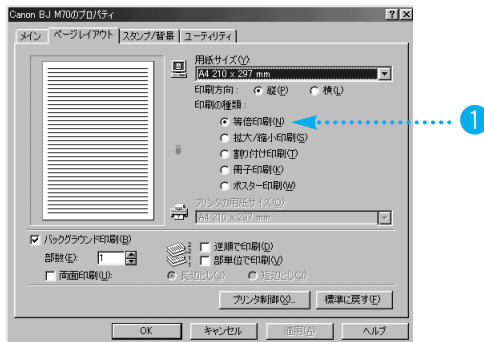 Canon BJ M70のプロパティ
メイン ページレイアウト スタンプ/背景 ユーティリティ
用紙サイズ(Y):
A4 210 x 297 mm
印刷方向: 縦(P) 横(L)
印刷の種類:
等倍印刷(N) 1
拡大/縮小印刷(S)
割り付け印刷(T)
冊子印刷(K)
ポスター印刷(W)
プリンタの用紙サイズ(Z):
A4 210 x 297 mm
バックグラウンド印刷(B)
部数(E): 1
両面印刷(U):
逆順で印刷(D)
部単位で印刷(V)
長辺とじ(G) 短辺とじ(O)
プリンタ制御(X)... 標準に戻す(F)
OK キャンセル 適用(A) ヘルプ